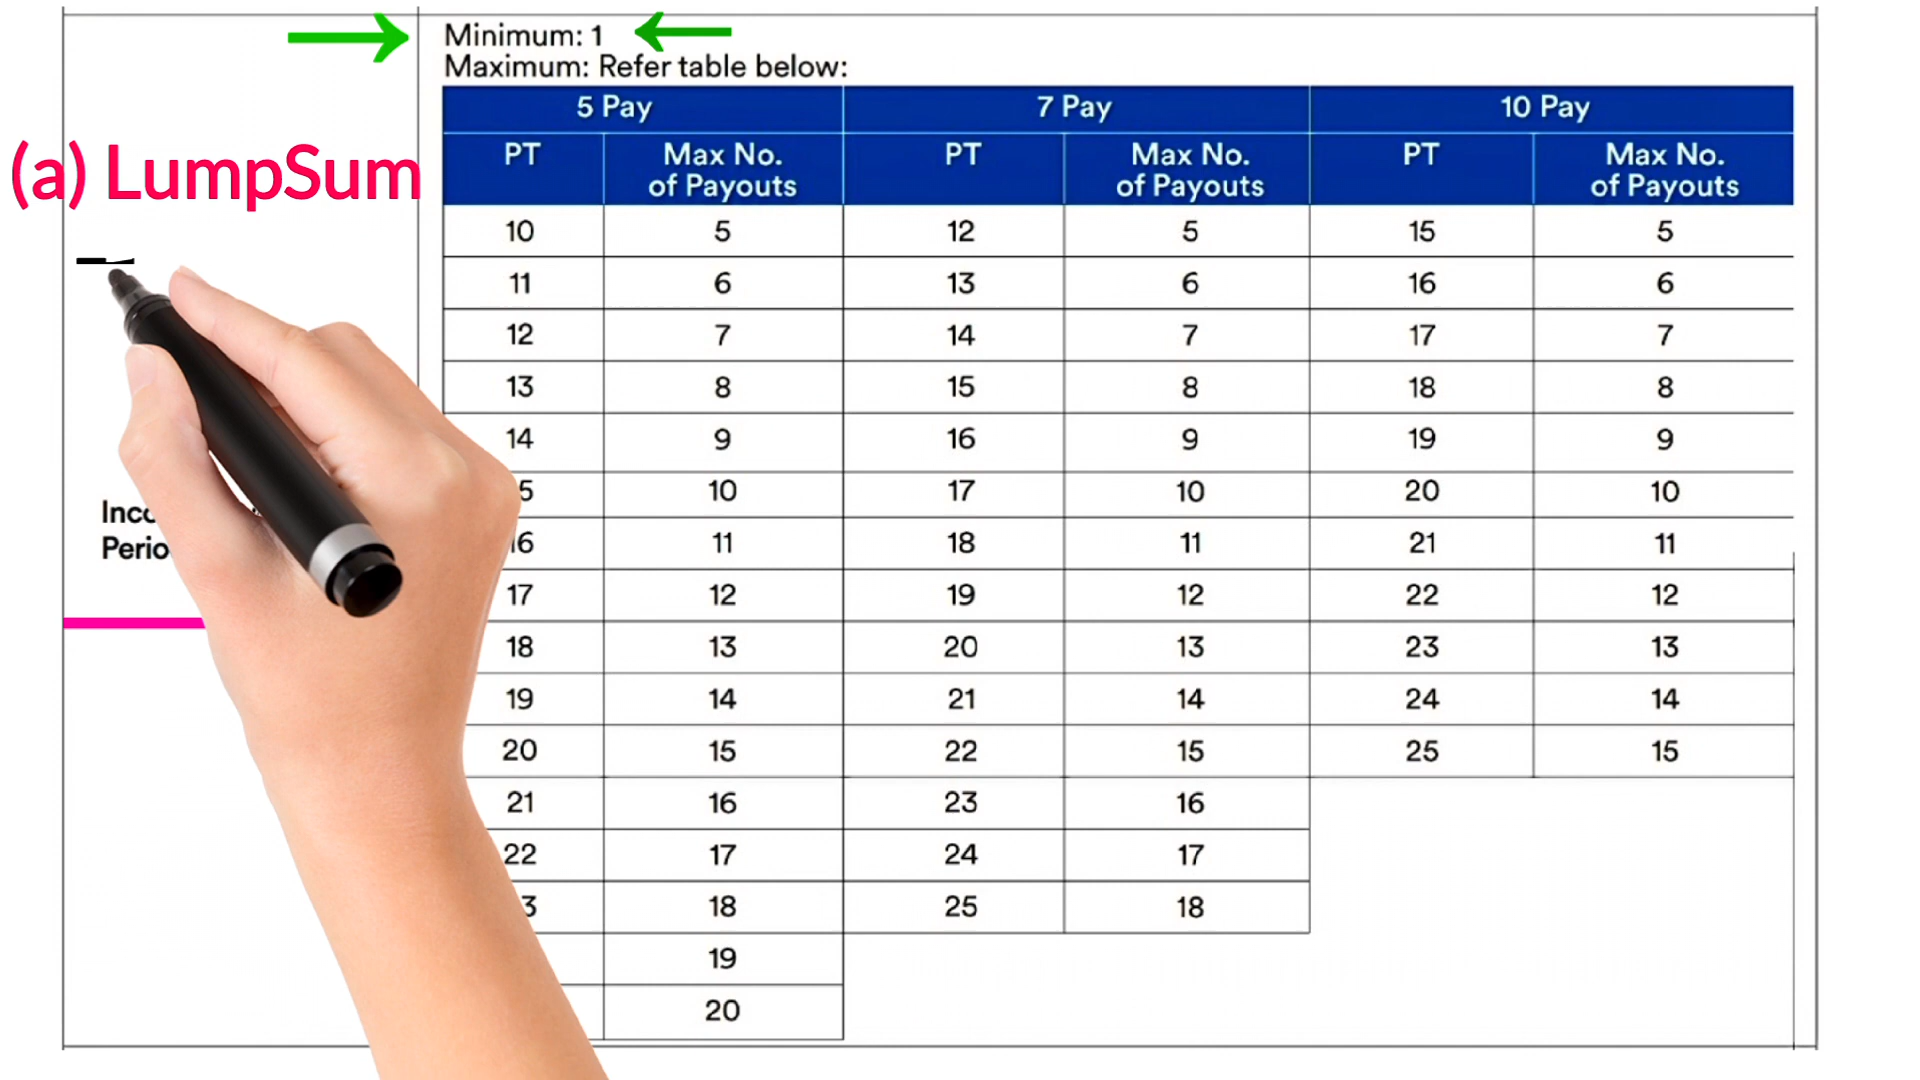 Minimum: 1
Maximum: Refer table below:
(a) LumpSum
5 Pay 7 Pay 10 Pay
PT Max No. of Payouts PT Max No. of Payouts PT Max No. of Payouts
10 5 12 5 15 5
11 6 13 6 16 6
12 7 14 7 17 7
13 8 15 8 18 8
14 9 16 9 19 9
10 17 10 20 10
16 11 18 11 21 11
17 12 19 12 22 12
18 13 20 13 23 13
19 14 21 14 24 14
20 15 22 15 25 15
21 16 23 16
22 17 24 17
18 25 18
19
20